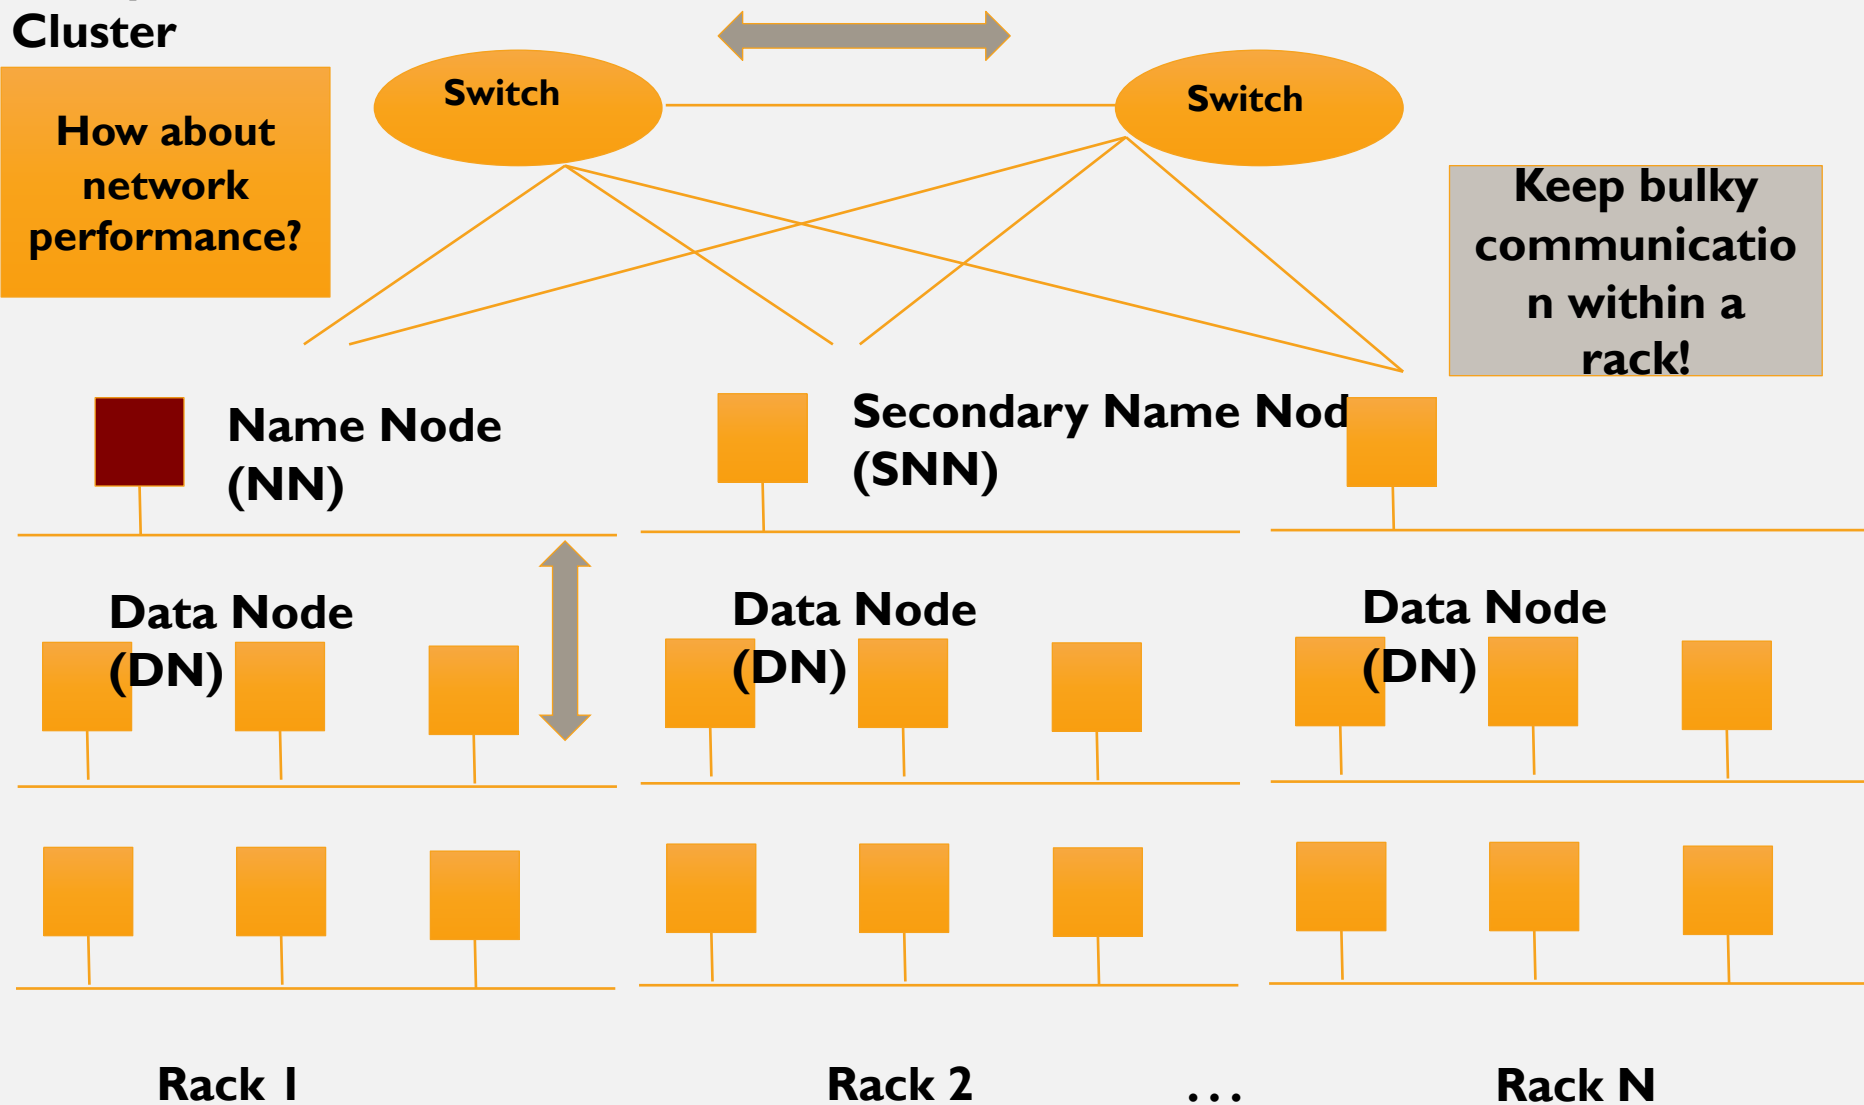 Cluster
Switch
Switch
How about
network
performance?
Keep bulky
communicatio
n within a
rack!
Name Node
(NN)
Secondary Name Nod
(SNN)
Data Node
(DN)
Data Node
(DN)
Data Node
(DN)
Rack 1
Rack 2
...
Rack N